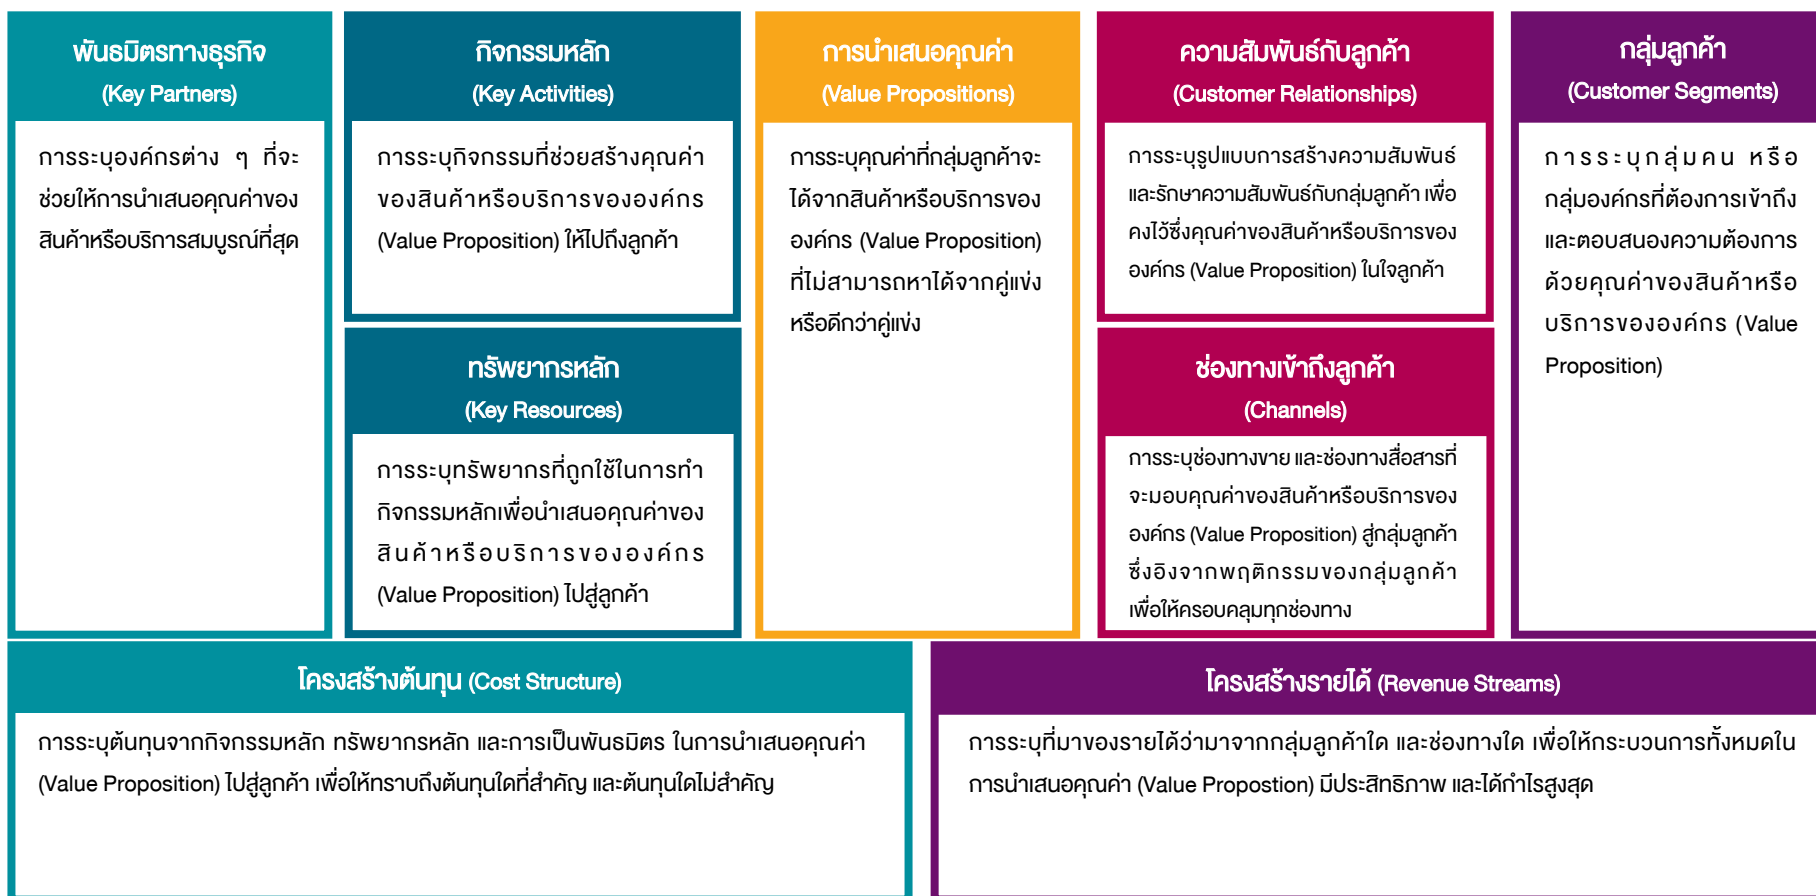 พันธมิตรทางธุรกิจ
(Key Partners)
การระบุองค์กรต่าง ๆ ที่จะ
ช่วยให้การนำเสนอคุณค่าของ
สินค้าหรือบริการสมบูรณ์ที่สุด
กิจกรรมหลัก
(Key Activities)
การระบุกิจกรรมที่ช่วยสร้างคุณค่า
ของสินค้าหรือบริการขององค์กร
(Value Proposition) ให้ไปถึงลูกค้า
ทรัพยากรหลัก
(Key Resources)
การระบุทรัพยากรที่ถูกใช้ในการทำ
กิจกรรมหลักเพื่อนำเสนอคุณค่าของ
สินค้าหรือบริการขององค์กร
(Value Proposition) ไปสู่ลูกค้า
การนำเสนอคุณค่า
(Value Propositions)
การระบุคุณค่าที่กลุ่มลูกค้าจะ
ได้จากสินค้าหรือบริการของ
องค์กร (Value Proposition)
ที่ไม่สามารถหาได้จากคู่แข่ง
หรือดีกว่าคู่แข่ง
ความสัมพันธ์กับลูกค้า
(Customer Relationships)
การระบุรูปแบบการสร้างความสัมพันธ์
และรักษาความสัมพันธ์กับกลุ่มลูกค้า เพื่อ
คงไว้ซึ่งคุณค่าของสินค้าหรือบริการของ
องค์กร (Value Proposition) ในใจลูกค้า
ช่องทางเข้าถึงลูกค้า
(Channels)
การระบุช่องทางขาย และช่องทางสื่อสารที่
จะมอบคุณค่าของสินค้าหรือบริการของ
องค์กร (Value Proposition) สู่กลุ่มลูกค้า
ซึ่งอิงจากพฤติกรรมของกลุ่มลูกค้า
เพื่อให้ครอบคลุมทุกช่องทาง
กลุ่มลูกค้า
(Customer Segments)
การระบุกลุ่มคน หรือ
กลุ่มองค์กรที่ต้องการเข้าถึง
และตอบสนองความต้องการ
ด้วยคุณค่าของสินค้าหรือ
บริการขององค์กร (Value
Proposition)
โครงสร้างต้นทุน (Cost Structure)
การระบุต้นทุนจากกิจกรรมหลัก ทรัพยากรหลัก และการเป็นพันธมิตร ในการนำเสนอคุณค่า
(Value Proposition) ไปสู่ลูกค้า เพื่อให้ทราบถึงต้นทุนใดที่สำคัญ และต้นทุนใดไม่สำคัญ
โครงสร้างรายได้ (Revenue Streams)
การระบุที่มาของรายได้ว่ามาจากกลุ่มลูกค้าใด และช่องทางใด เพื่อให้กระบวนการทั้งหมดใน
การนำเสนอคุณค่า (Value Propostion) มีประสิทธิภาพ และได้กำไรสูงสุด